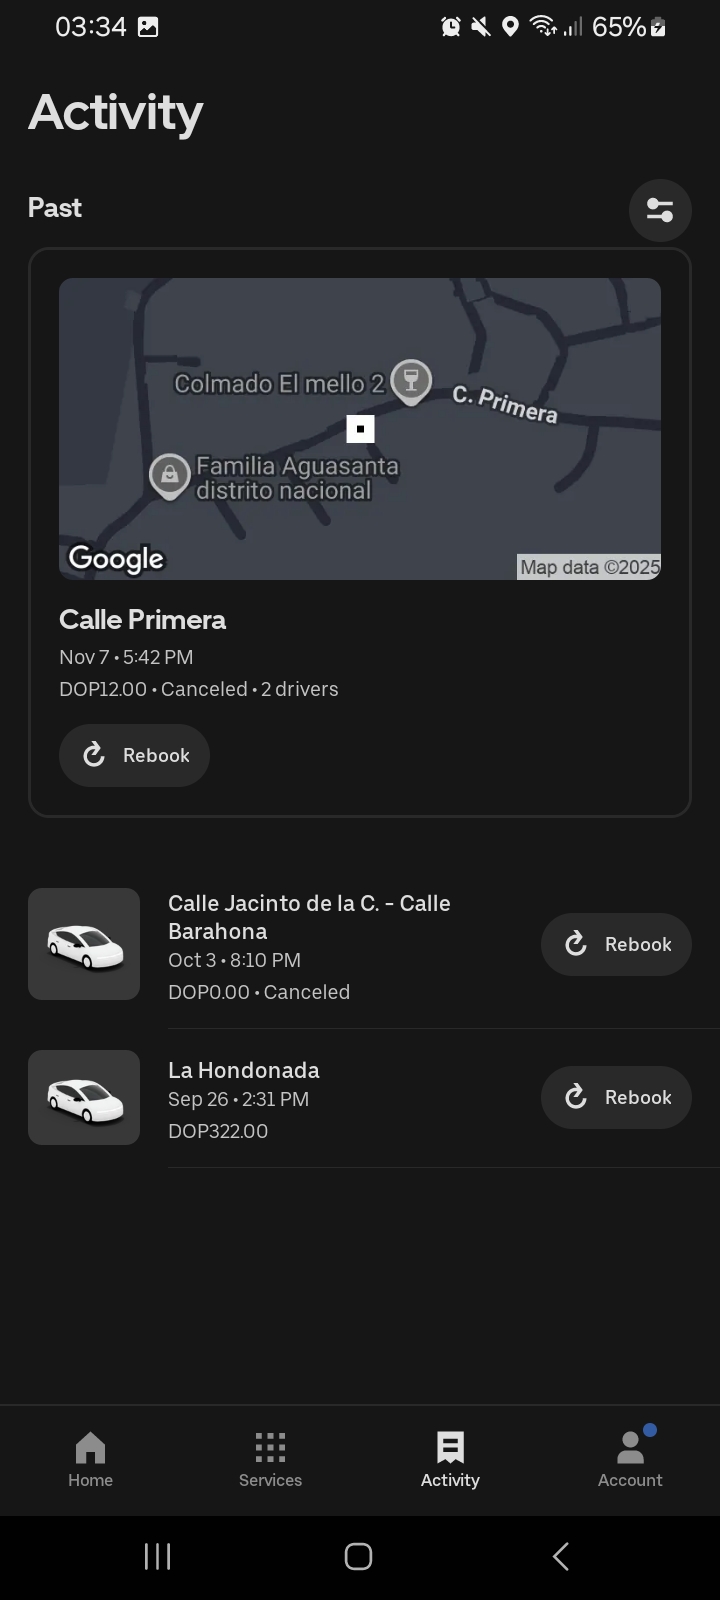 03:34
65%
Activity
Past
Colmado El mello 2
C. Primera
Familia Aguasanta
distrito nacional
Google
Map data ©2025
Calle Primera
Nov 7 • 5:42 PM
DOP12.00 • Canceled • 2 drivers
Rebook
Calle Jacinto de la C. - Calle
Barahona
Oct 3 • 8:10 PM
DOP0.00 • Canceled
Rebook
La Hondonada
Sep 26 • 2:31 PM
DOP322.00
Rebook
Home
Services
Activity
Account